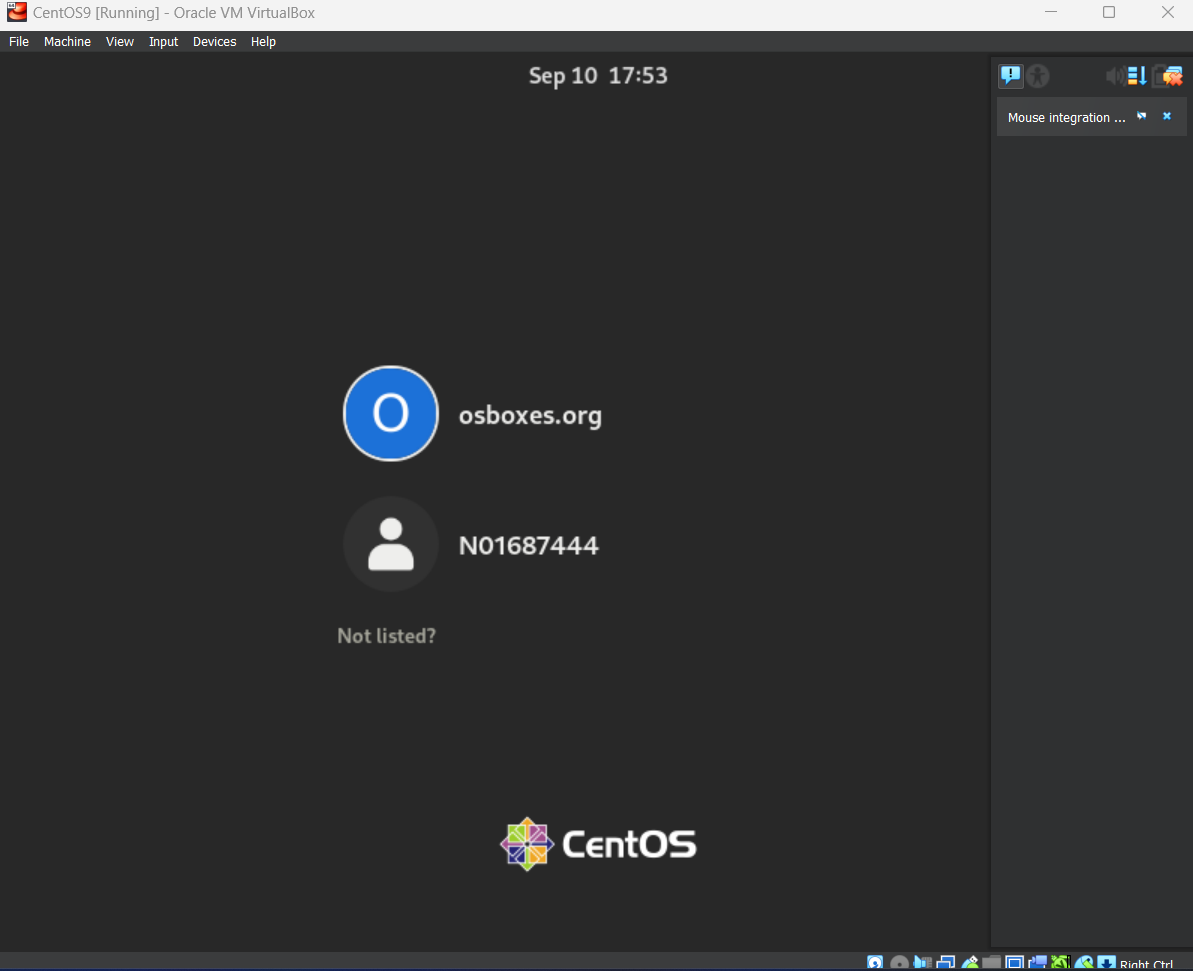 CentOS9 [Running] - Oracle VM VirtualBox
File Machine View Input Devices Help
Sep 10 17:53
Mouse integration ...
O osboxes.org
N01687444
Not listed?
CentOS
Right Ctrl